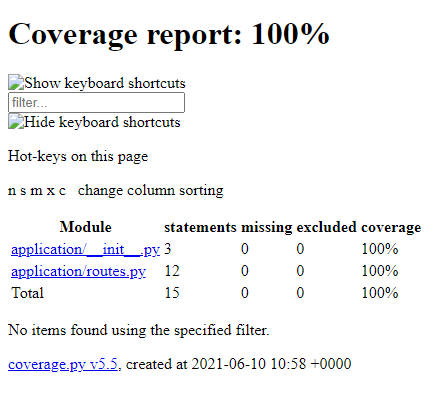 Coverage report: 100%
Show keyboard shortcuts
filter...
Hide keyboard shortcuts
Hot-keys on this page
n s m x c change column sorting
Module statements missing excluded coverage
application/__init__.py 3 0 0 100%
application/routes.py 12 0 0 100%
Total 15 0 0 100%
No items found using the specified filter.
coverage.py v5.5, created at 2021-06-10 10:58 +0000